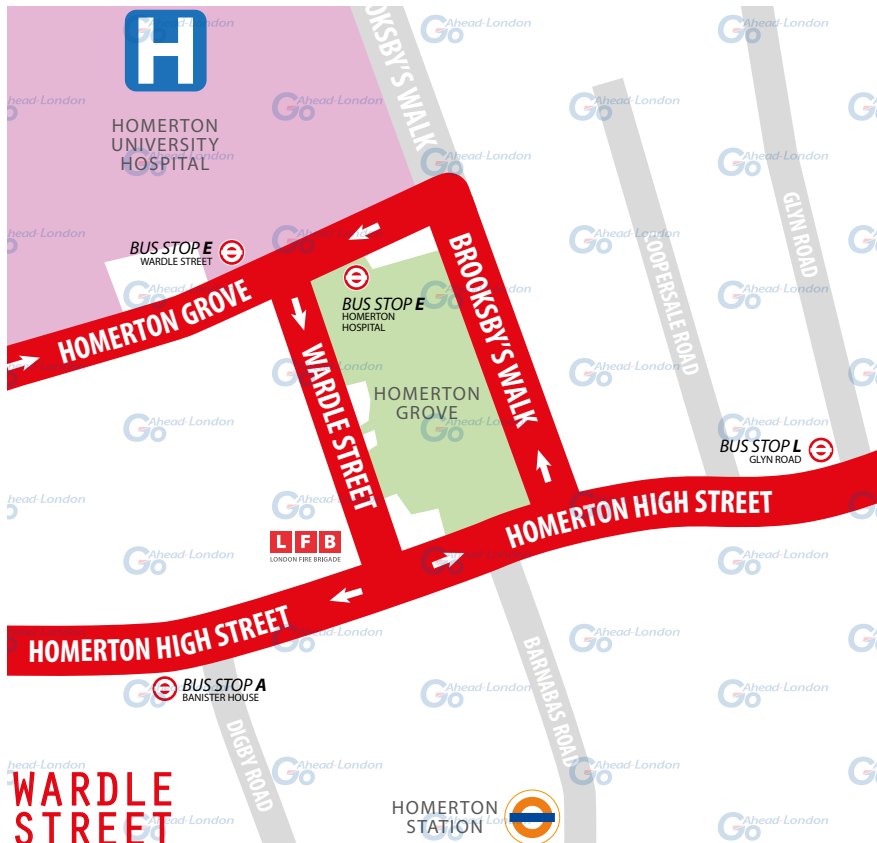 H
HOMERTON
UNIVERSITY
HOSPITAL
OKSBY'S WALK
GLYN ROAD
BUS STOP E
WARDLE STREET
BUS STOP E
HOMERTON
HOSPITAL
HOMERTON GROVE
BROOKSBY'S WALK
OOPERSALE ROAD
WARDLE STREET
HOMERTON
GROVE
BUS STOP L
GLYN ROAD
HOMERTON HIGH STREET
LFB
LONDON FIRE BRIGADE
HOMERTON HIGH STREET
BUS STOP A
BANISTER HOUSE
DIGBY ROAD
BARNABAS ROAD
WARDLE
STREET
HOMERTON
STATION
Go Ahead-London